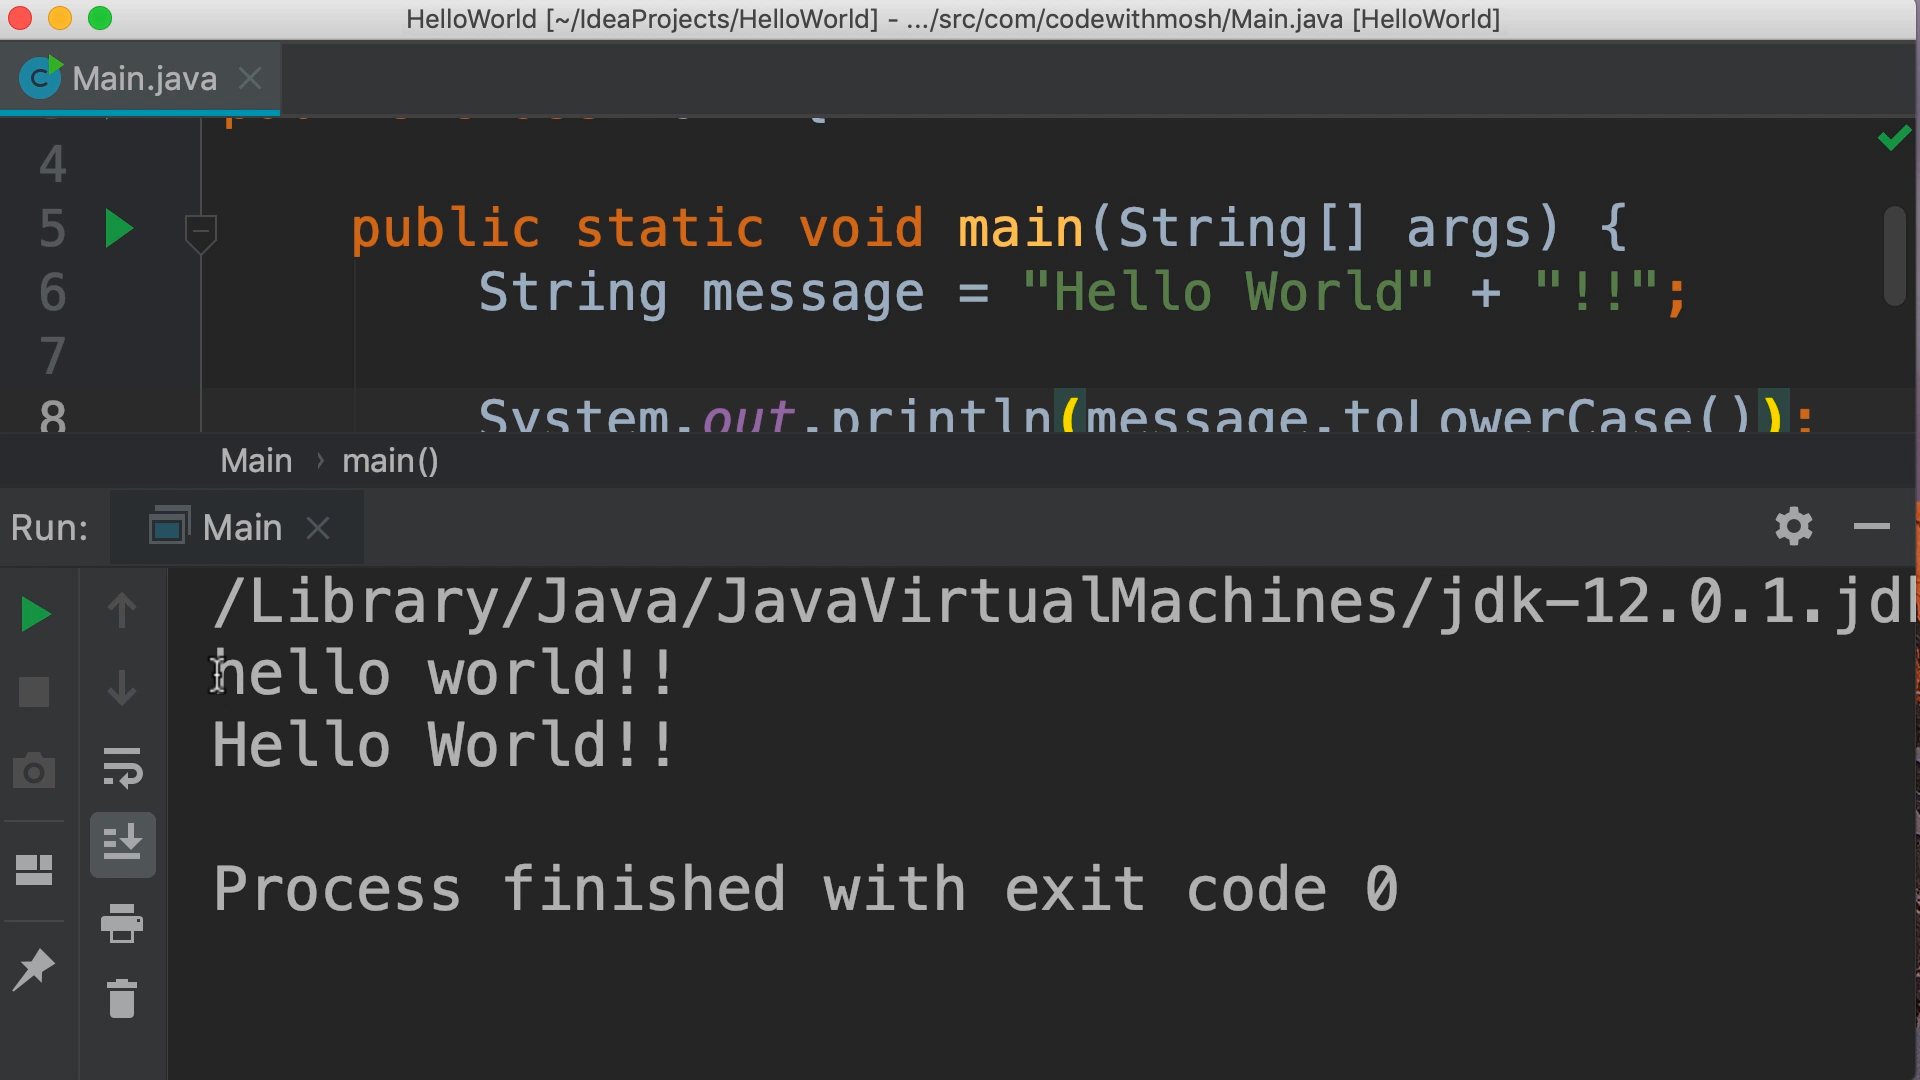 HelloWorld [~/IdeaProjects/HelloWorld] - .../src/com/codewithmosh/Main.java [HelloWorld]
Main.java
4
5 public static void main(String[] args) {
6 String message = "Hello World" + "!!";
7
8 System.out.println(message.toLowerCase());
Main › main()
Run: Main
/Library/Java/JavaVirtualMachines/jdk-12.0.1.jdk
hello world!!
Hello World!!
Process finished with exit code 0